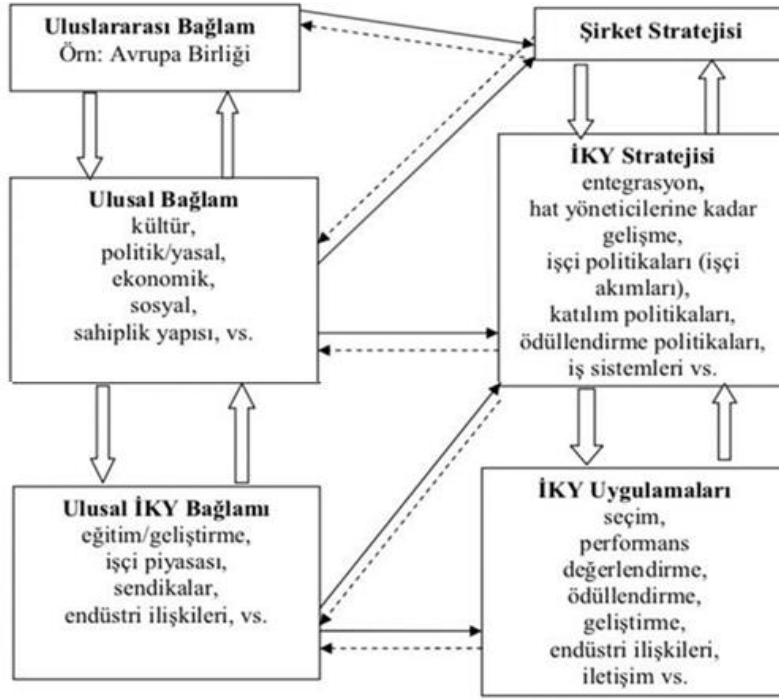 Uluslararası Bağlam
Örn: Avrupa Birliği
Şirket Stratejisi
Ulusal Bağlam
kültür,
politik/yasal,
ekonomik,
sosyal,
sahiplik yapısı, vs.
İKY Stratejisi
entegrasyon,
hat yöneticilerine kadar
gelişme,
işçi politikaları (işçi
akımları),
katılım politikaları,
ödüllendirme politikaları,
iş sistemleri vs.
Ulusal İKY Bağlamı
eğitim/geliştirme,
işçi piyasası,
sendikalar,
endüstri ilişkileri, vs.
İKY Uygulamaları
seçim,
performans
değerlendirme,
ödüllendirme,
geliştirme,
endüstri ilişkileri,
iletişim vs.